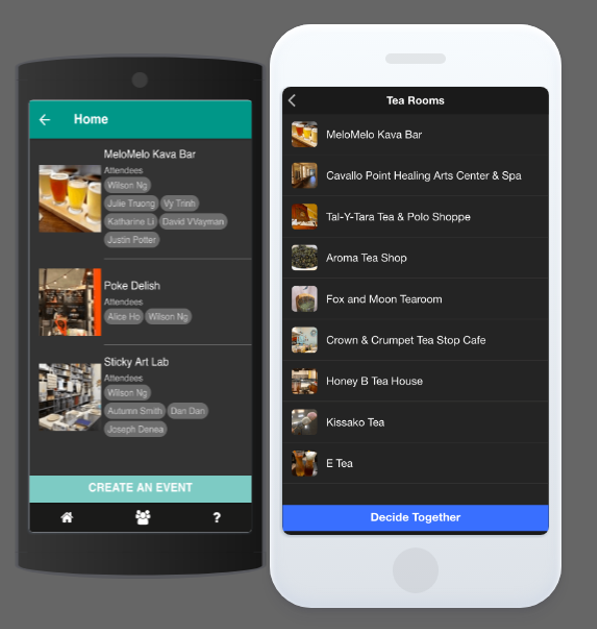 Home
MeloMelo Kava Bar
Attendees
Wilson Ng
Julie Truong Vy Trinh
Katharine Li David VVayman
Justin Potter
Poke Delish
Attendees
Alice Ho Wilson Ng
Sticky Art Lab
Attendees
Wilson Ng
Autumn Smith Dan Dan
Joseph Denea
CREATE AN EVENT
?
Tea Rooms
MeloMelo Kava Bar
Cavallo Point Healing Arts Center & Spa
Tal-Y-Tara Tea & Polo Shoppe
Aroma Tea Shop
Fox and Moon Tearoom
Crown & Crumpet Tea Stop Cafe
Honey B Tea House
Kissako Tea
E Tea
Decide Together